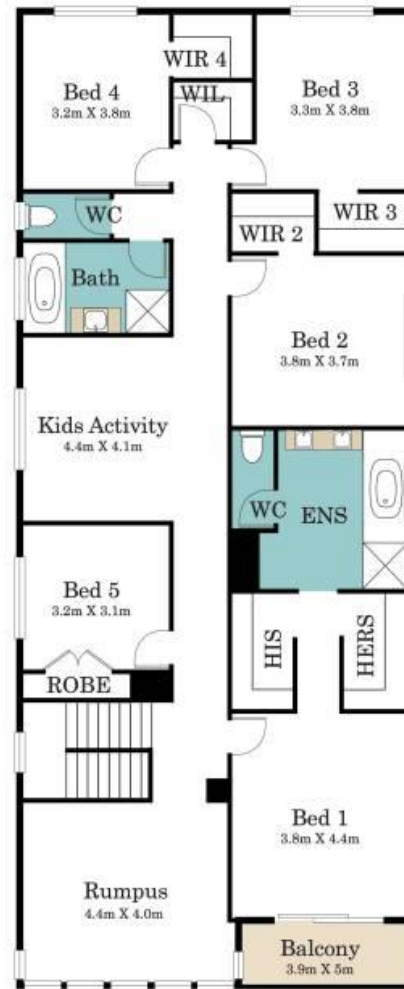 WIR 4
Bed 4
3.2m X 3.8m
Bed 3
3.3m X 3.8m
WIL
WC
WIR 3
WIR 2
Bath
Bed 2
3.8m X 3.7m
Kids Activity
4.4m X 4.1m
WC
ENS
Bed 5
3.2m X 3.1m
ROBE
HIS
HERS
Bed 1
3.8m X 4.4m
Rumpus
4.4m X 4.0m
Balcony
3.9m X 5m